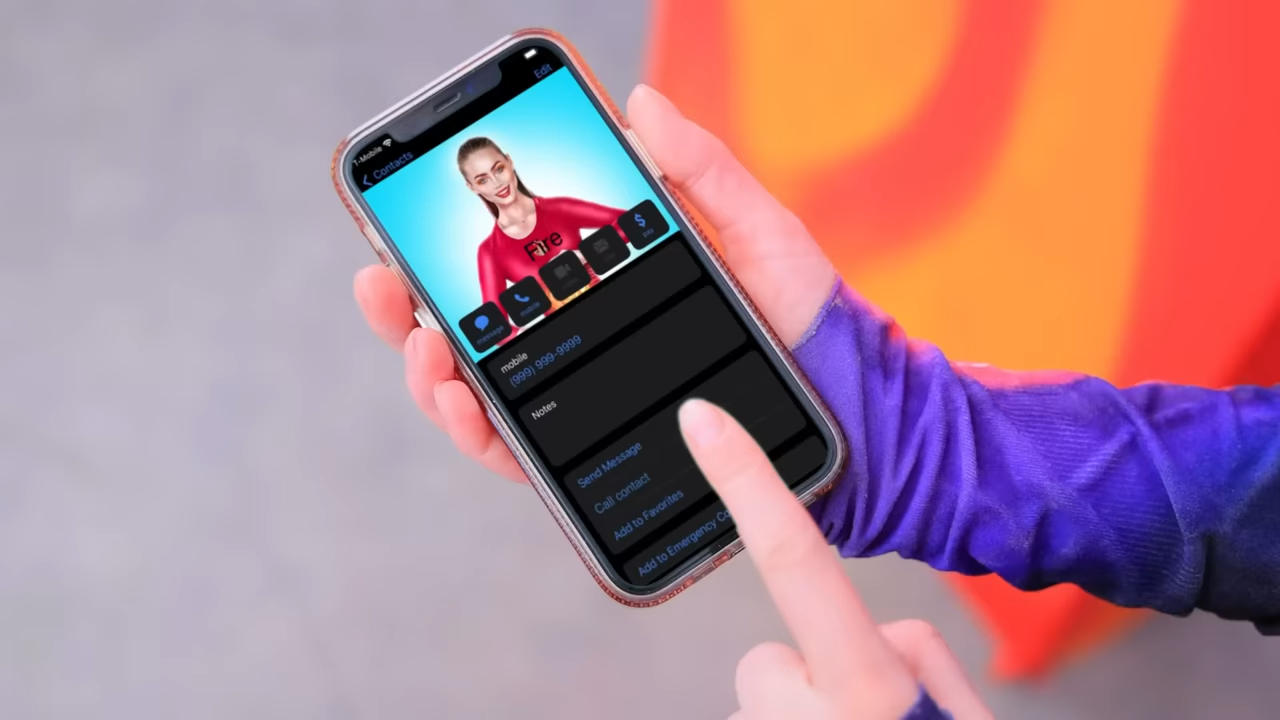 T-Mobile
Edit
Contacts
Fire
message
mobile
pay
mobile
(999) 999-9999
Notes
Send Message
Call contact
Add to Favorites
Add to Emergency